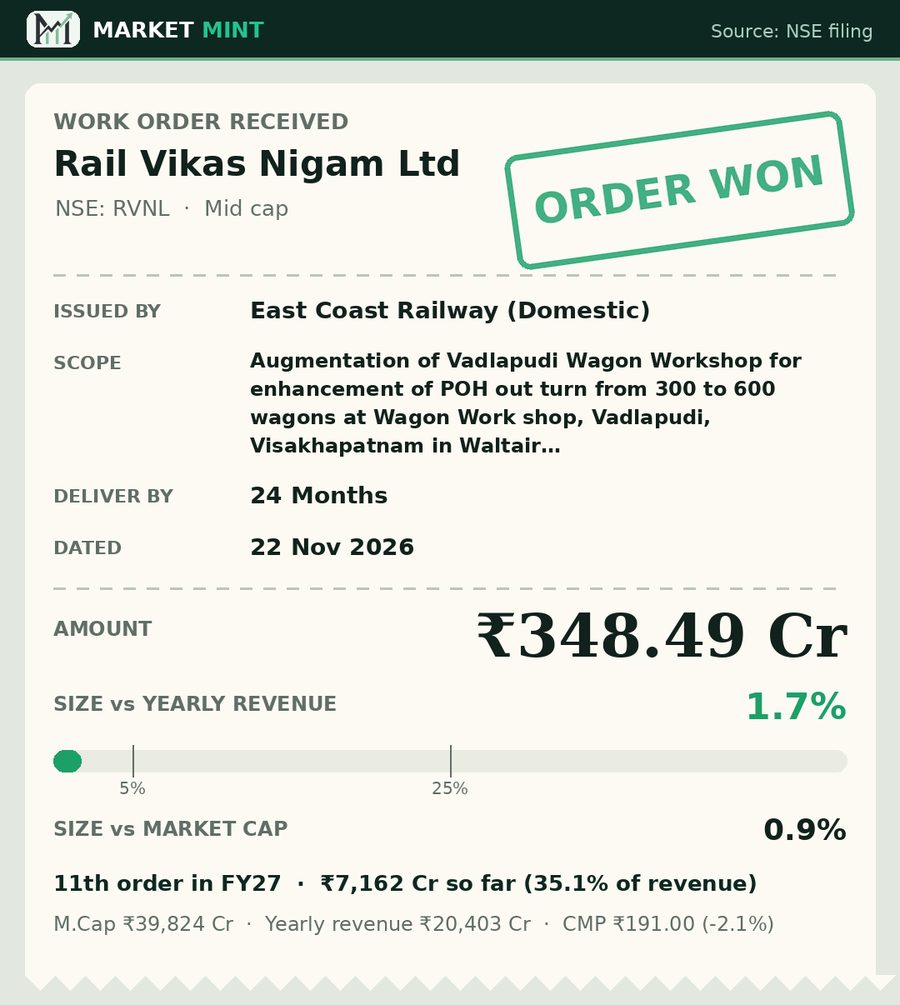 MARKET MINT
Source: NSE filing
WORK ORDER RECEIVED
Rail Vikas Nigam Ltd
NSE: RVNL · Mid cap
ORDER WON
ISSUED BY
East Coast Railway (Domestic)
SCOPE
Augmentation of Vadlapudi Wagon Workshop for
enhancement of POH out turn from 300 to 600
wagons at Wagon Work shop, Vadlapudi,
Visakhapatnam in Waltair…
DELIVER BY
24 Months
DATED
22 Nov 2026
AMOUNT
₹348.49 Cr
SIZE vs YEARLY REVENUE
1.7%
5%
25%
SIZE vs MARKET CAP
0.9%
11th order in FY27 · ₹7,162 Cr so far (35.1% of revenue)
M.Cap ₹39,824 Cr · Yearly revenue ₹20,403 Cr · CMP ₹191.00 (-2.1%)